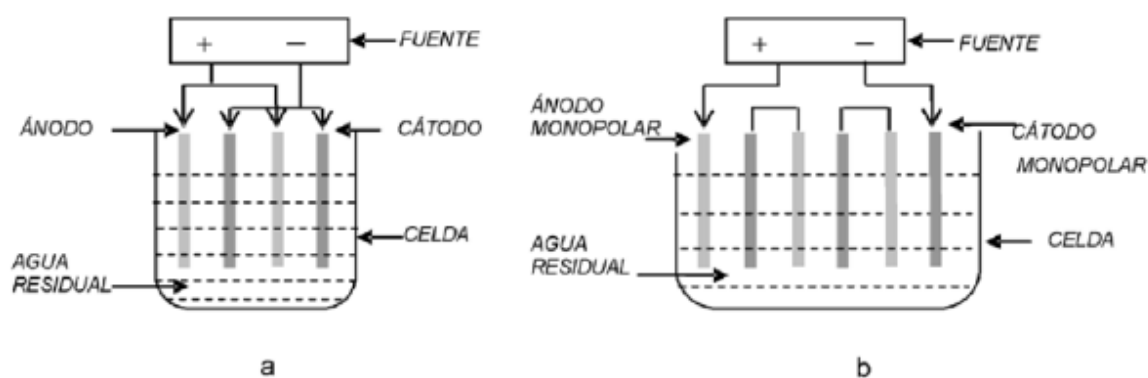 + −
FUENTE
ÁNODO
CÁTODO
CELDA
AGUA
RESIDUAL
a
+ −
FUENTE
ÁNODO
MONOPOLAR
CÁTODO
MONOPOLAR
AGUA
RESIDUAL
CELDA
b